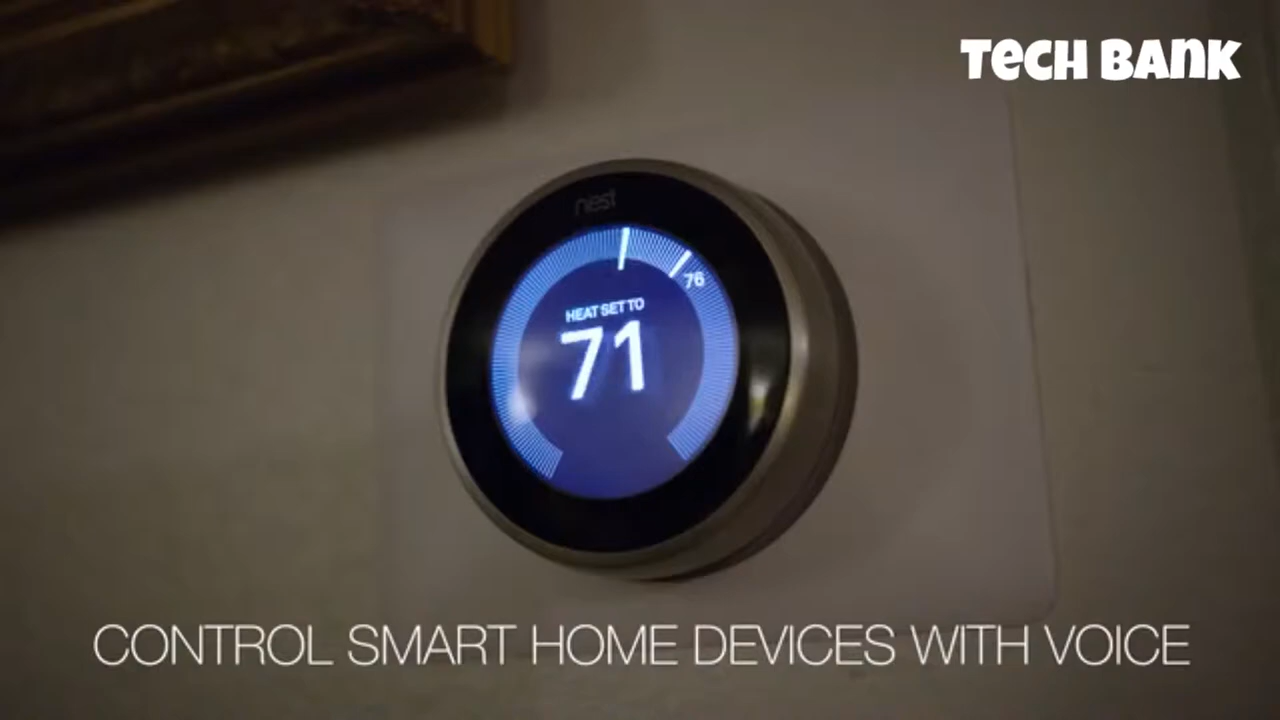 TECH BANK
nest
76
HEAT SET TO
71
CONTROL SMART HOME DEVICES WITH VOICE